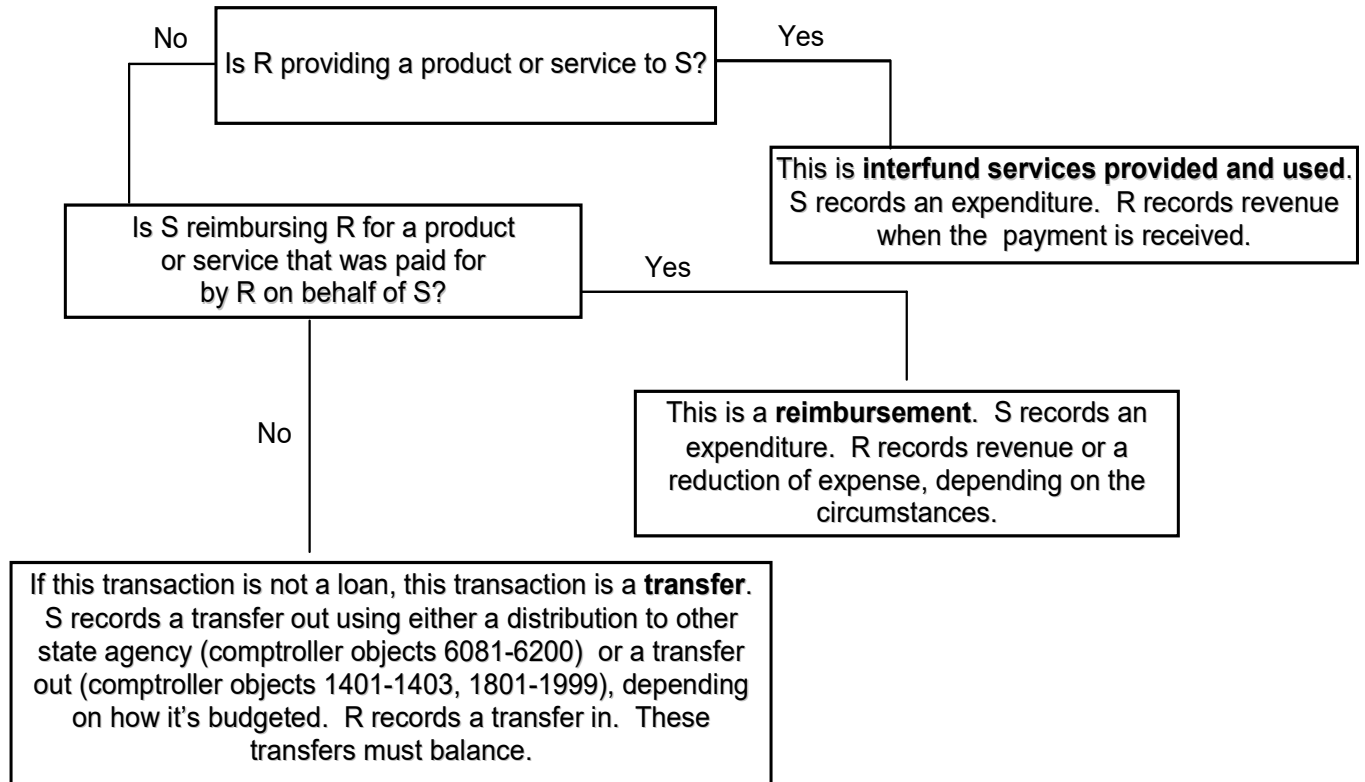 No
Yes
Is R providing a product or service to S?
This is interfund services provided and used.
S records an expenditure. R records revenue
when the payment is received.
Is S reimbursing R for a product
or service that was paid for
by R on behalf of S?
Yes
No
This is a reimbursement. S records an
expenditure. R records revenue or a
reduction of expense, depending on the
circumstances.
If this transaction is not a loan, this transaction is a transfer.
S records a transfer out using either a distribution to other
state agency (comptroller objects 6081-6200) or a transfer
out (comptroller objects 1401-1403, 1801-1999), depending
on how it's budgeted. R records a transfer in. These
transfers must balance.